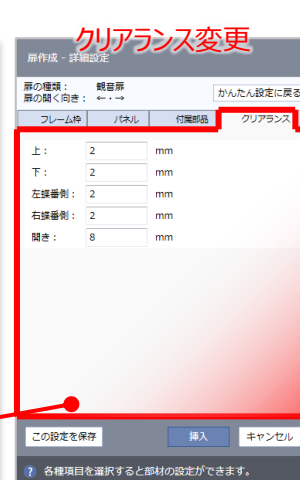 クリアランス変更
扉作成 - 詳細設定
扉の種類： 観音扉
扉の開く向き： ←・→
かんたん設定に戻る
フレーム枠 パネル 付属部品 クリアランス
上： 2 mm
下： 2 mm
左蝶番側： 2 mm
右蝶番側： 2 mm
開き： 8 mm
この設定を保存 挿入 キャンセル
? 各種項目を選択すると部材の設定ができます。